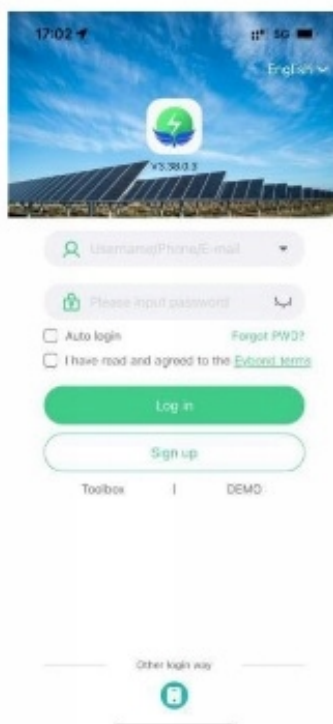 17:02
5G
English
V3.38.0.3
Username/Phone/E-mail
Please input password
Auto login
Forgot PWD?
I have read and agreed to the Eybond terms
Log in
Sign up
Toolbox | DEMO
Other login way